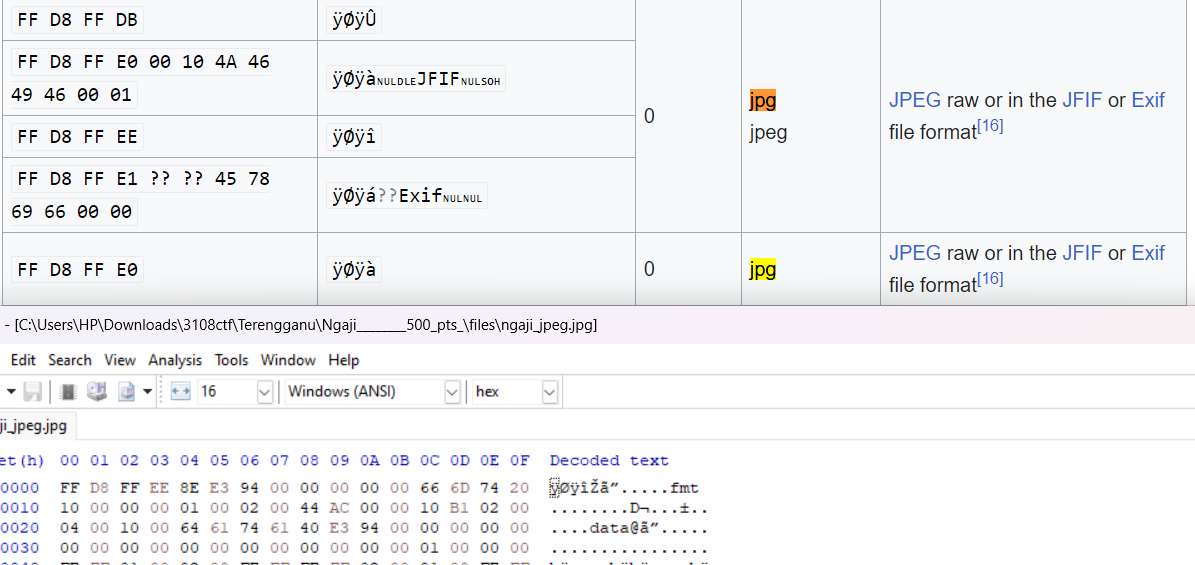 FF D8 FF DB ÿØÿÛ
FF D8 FF E0 00 10 4A 46
49 46 00 01
ÿØÿà␀␐JFIF␀␁
FF D8 FF EE ÿØÿî
FF D8 FF E1 ?? ?? 45 78
69 66 00 00
ÿØÿá??Exif␀␀
0
jpg
jpeg
JPEG raw or in the JFIF or Exif
file format[16]
FF D8 FF E0 ÿØÿà 0 jpg
JPEG raw or in the JFIF or Exif
file format[16]
- [C:\Users\HP\Downloads\3108ctf\Terengganu\Ngaji________500_pts_\files\ngaji_jpeg.jpg]
Edit Search View Analysis Tools Window Help
16 Windows (ANSI) hex
ji_jpeg.jpg
et(h) 00 01 02 03 04 05 06 07 08 09 0A 0B 0C 0D 0E 0F Decoded text
0000 FF D8 FF EE 8E E3 94 00 00 00 00 00 66 6D 74 20 ÿØÿîŽã”.....fmt
0010 10 00 00 00 01 00 02 00 44 AC 00 00 10 B1 02 00 ........D¬...±..
0020 04 00 10 00 64 61 74 61 40 E3 94 00 00 00 00 00 ....data@ã”.....
0030 00 00 00 00 00 00 00 00 00 00 00 00 01 00 00 00 ................